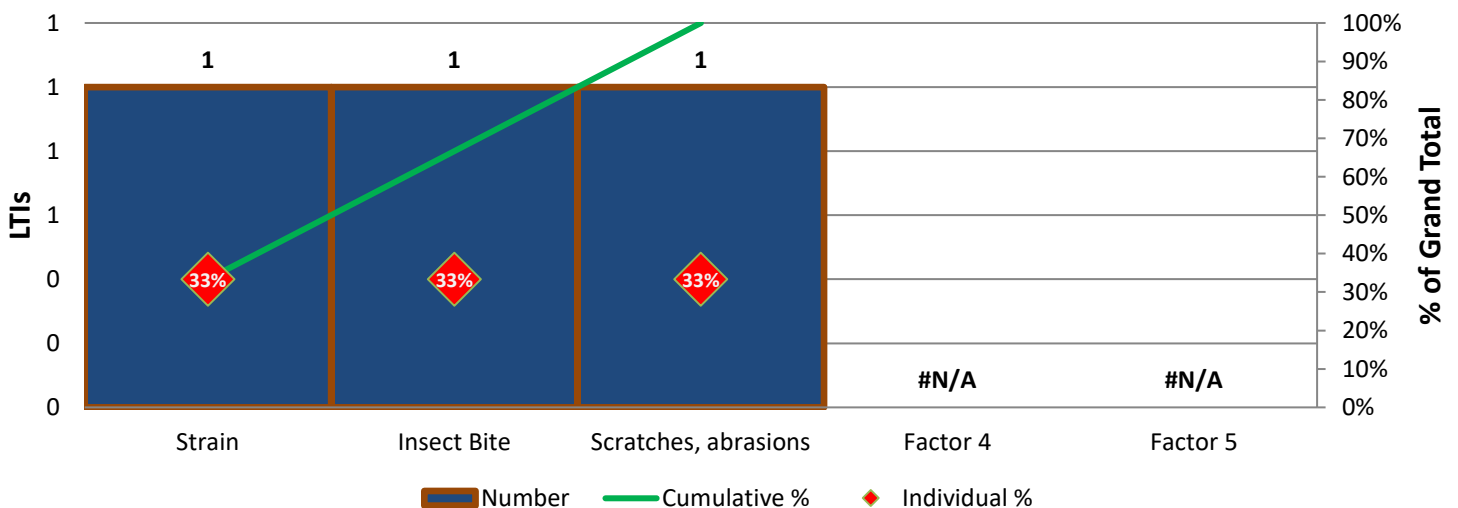 1 100%
1 1 1 90%
1 80%
70%
1 60%
LTIs
1 50%
% of Grand Total
40%
0 33% 33% 33% 30%
0 20%
#N/A #N/A 10%
0 0%
Strain Insect Bite Scratches, abrasions Factor 4 Factor 5
Number Cumulative % Individual %